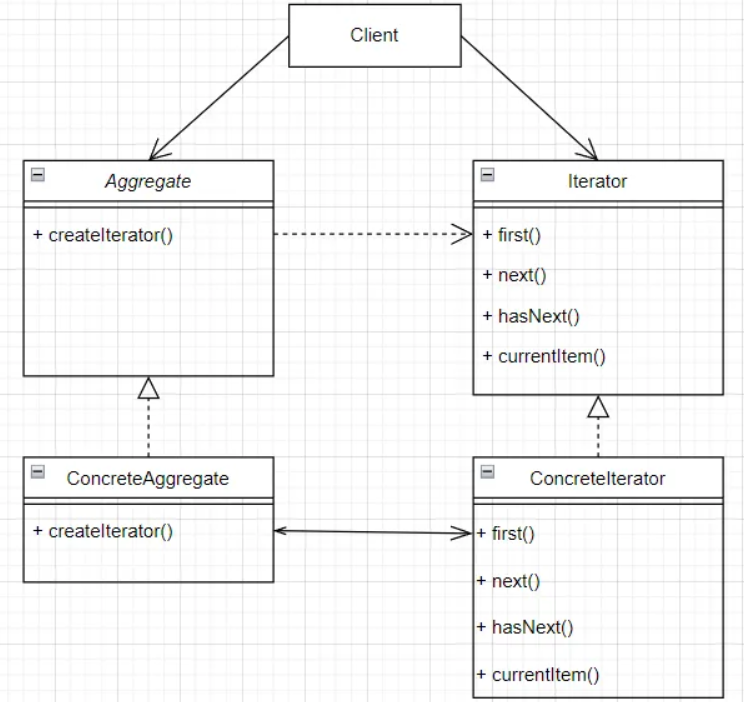 Client
Aggregate
+ createIterator()
Iterator
+ first()
+ next()
+ hasNext()
+ currentItem()
ConcreteAggregate
+ createIterator()
ConcreteIterator
+ first()
+ next()
+ hasNext()
+ currentItem()